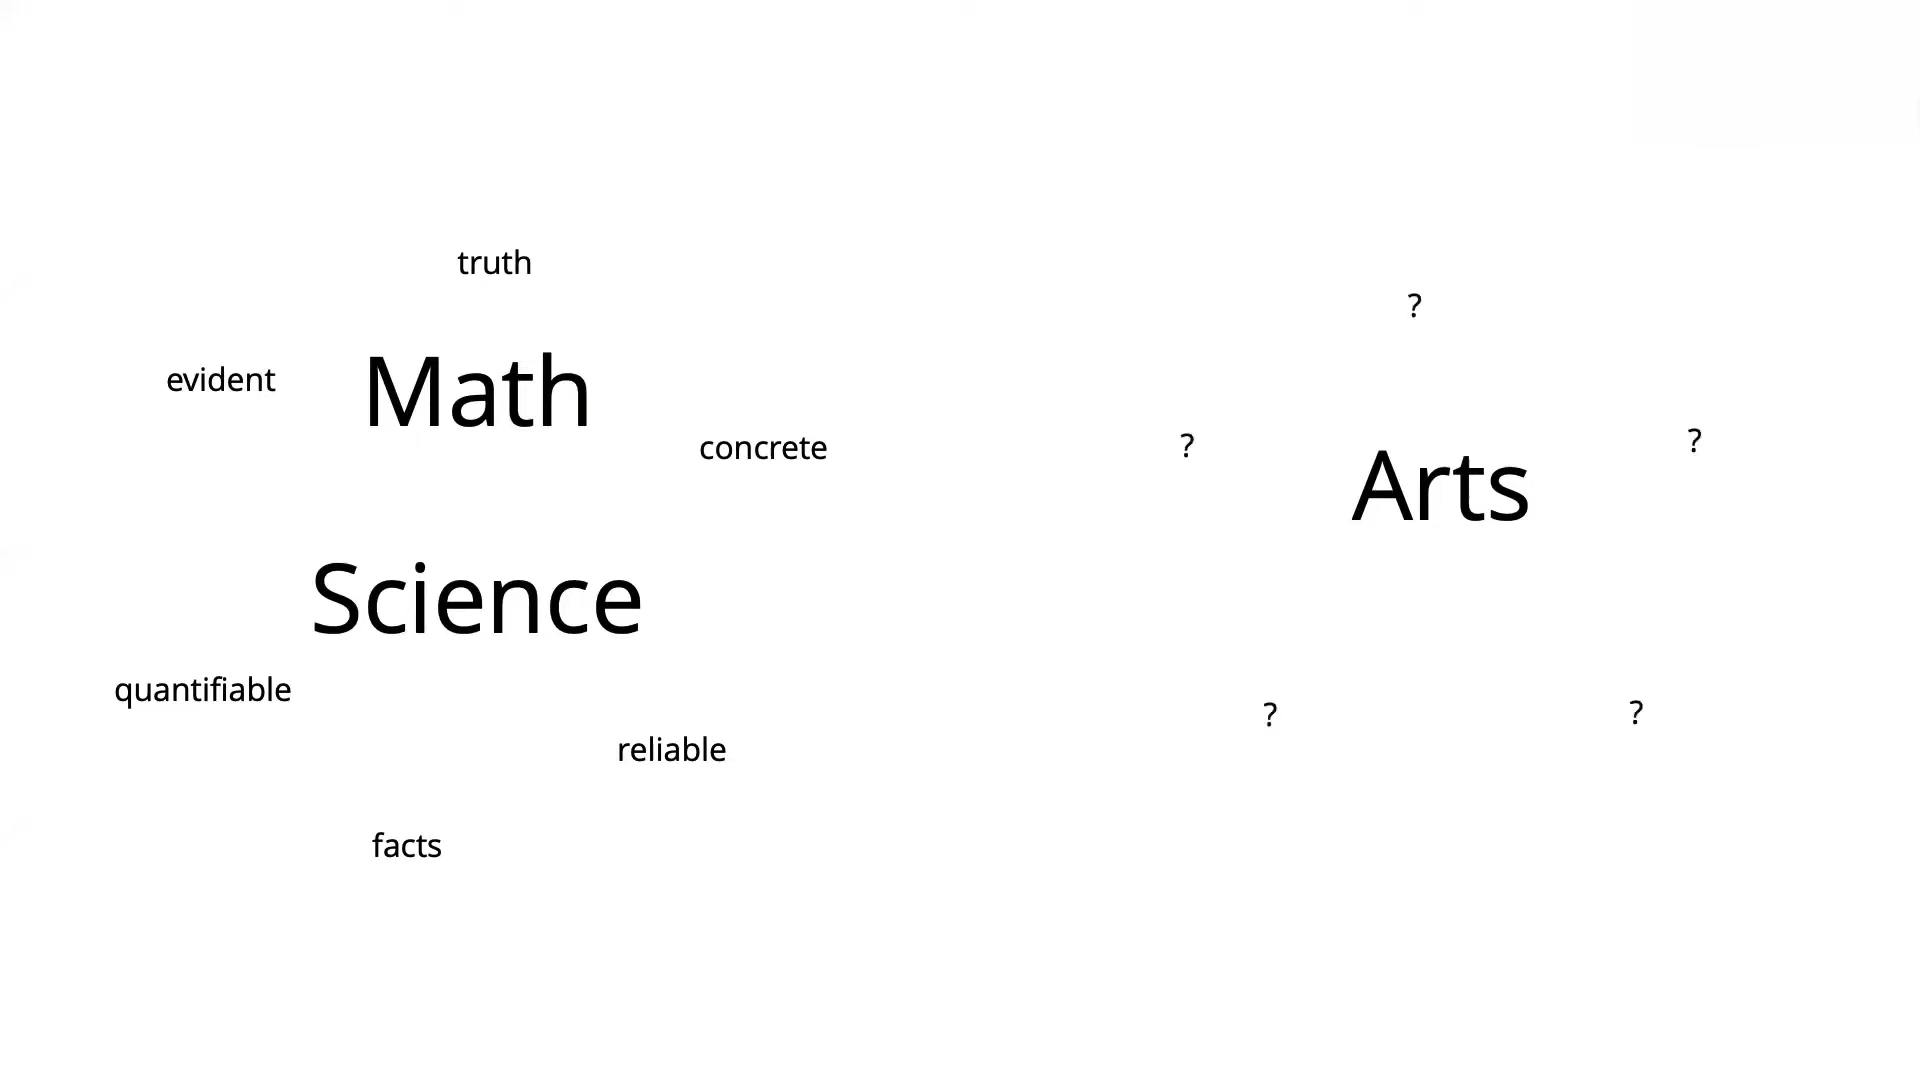 truth
evident
Math
concrete
Science
quantifiable
reliable
facts
?
?
?
Arts
?
?